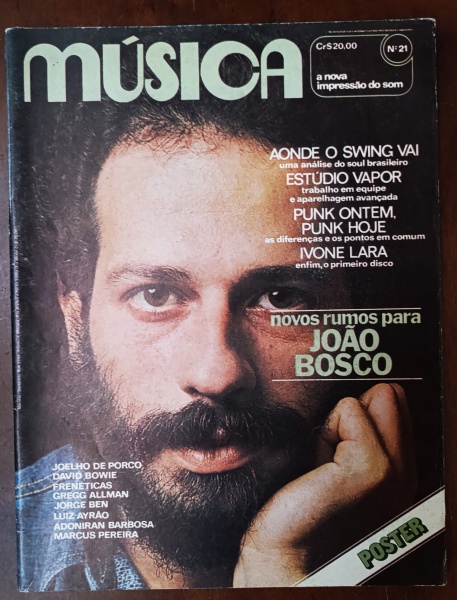 MÚSICA
Cr$ 20,00
Nº 21
a nova
impressão do som
AONDE O SWING VAI
uma análise do soul brasileiro
ESTÚDIO VAPOR
trabalho em equipe
e aparelhagem avançada
PUNK ONTEM,
PUNK HOJE
as diferenças e os pontos em comum
IVONE LARA
enfim, o primeiro disco
novos rumos para
JOÃO
BOSCO
JOELHO DE PORCO
DAVID BOWIE
FRENÉTICAS
GREGG ALLMAN
JORGE BEN
LUIZ AYRÃO
ADONIRAN BARBOSA
MARCUS PEREIRA
POSTER